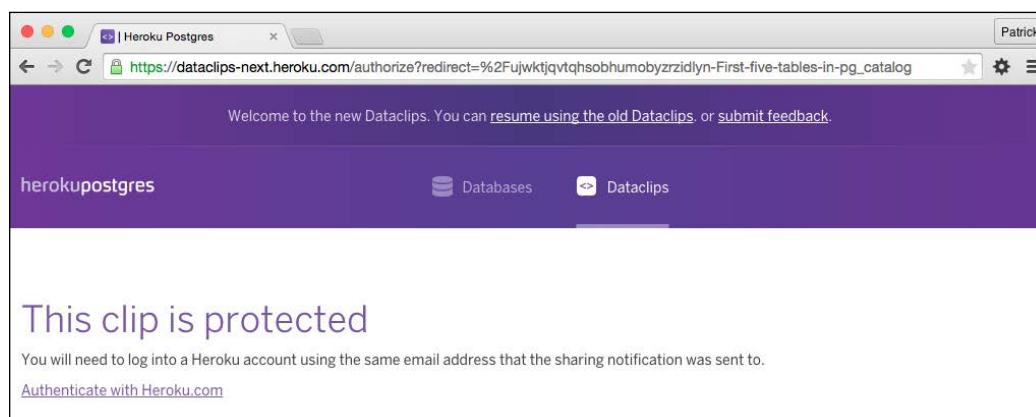 | Heroku Postgres
Patrick
https://dataclips-next.heroku.com/authorize?redirect=%2Fujwktjqvtqhsobhumobyzrzidlyn-First-five-tables-in-pg_catalog
Welcome to the new Dataclips. You can resume using the old Dataclips. or submit feedback.
herokupostgres
Databases
Dataclips
This clip is protected
You will need to log into a Heroku account using the same email address that the sharing notification was sent to.
Authenticate with Heroku.com